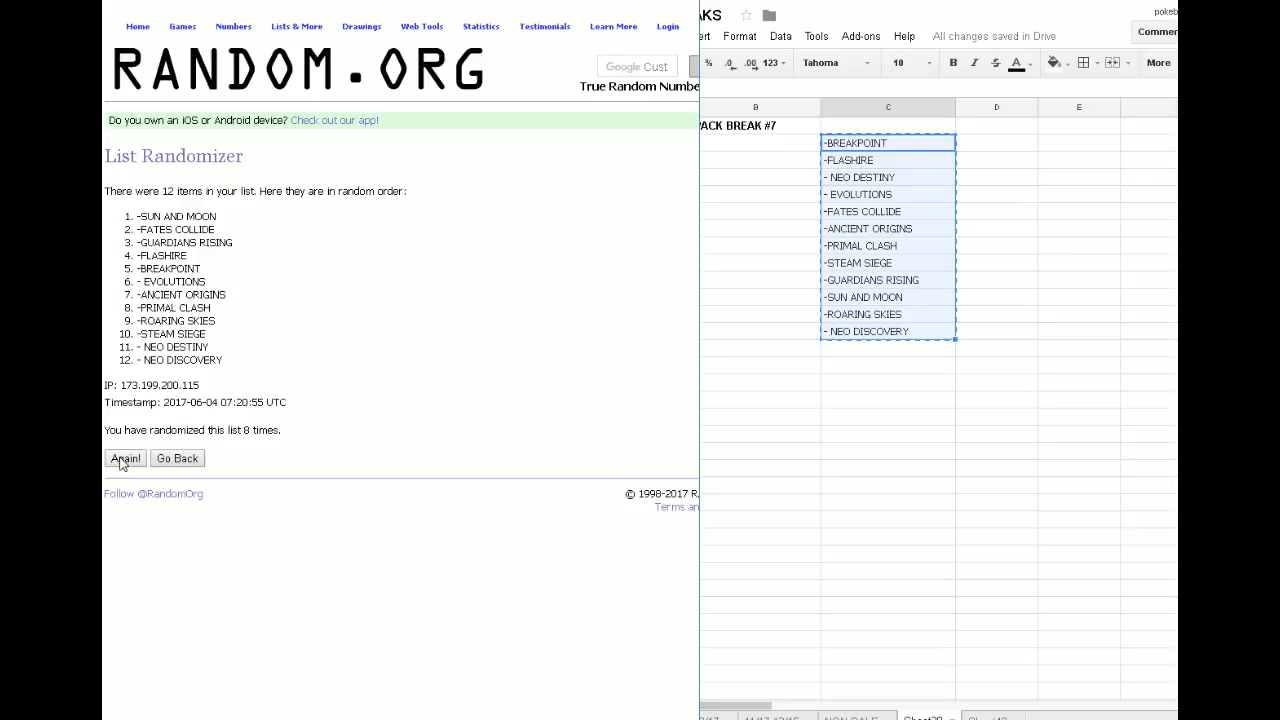 Home Games Numbers Lists & More Drawings Web Tools Statistics Testimonials Learn More Login
RANDOM.ORG
Google Cust
True Random Numbe
Do you own an iOS or Android device? Check out our app!
List Randomizer
There were 12 items in your list. Here they are in random order:
1. -SUN AND MOON
2. -FATES COLLIDE
3. -GUARDIANS RISING
4. -FLASHIRE
5. -BREAKPOINT
6. - EVOLUTIONS
7. -ANCIENT ORIGINS
8. -PRIMAL CLASH
9. -ROARING SKIES
10. -STEAM SIEGE
11. - NEO DESTINY
12. - NEO DISCOVERY
IP: 173.199.200.115
Timestamp: 2017-06-04 07:20:55 UTC
You have randomized this list 8 times.
Again! Go Back
Follow @RandomOrg
© 1998-2017 R
Terms an
AKS
pokeb
ert Format Data Tools Add-ons Help All changes saved in Drive
Commer
% .0 .00 123 Tahoma 10 B I S A More
B C D E
PACK BREAK #7
-BREAKPOINT
-FLASHIRE
- NEO DESTINY
- EVOLUTIONS
-FATES COLLIDE
-ANCIENT ORIGINS
-PRIMAL CLASH
-STEAM SIEGE
-GUARDIANS RISING
-SUN AND MOON
-ROARING SKIES
- NEO DISCOVERY